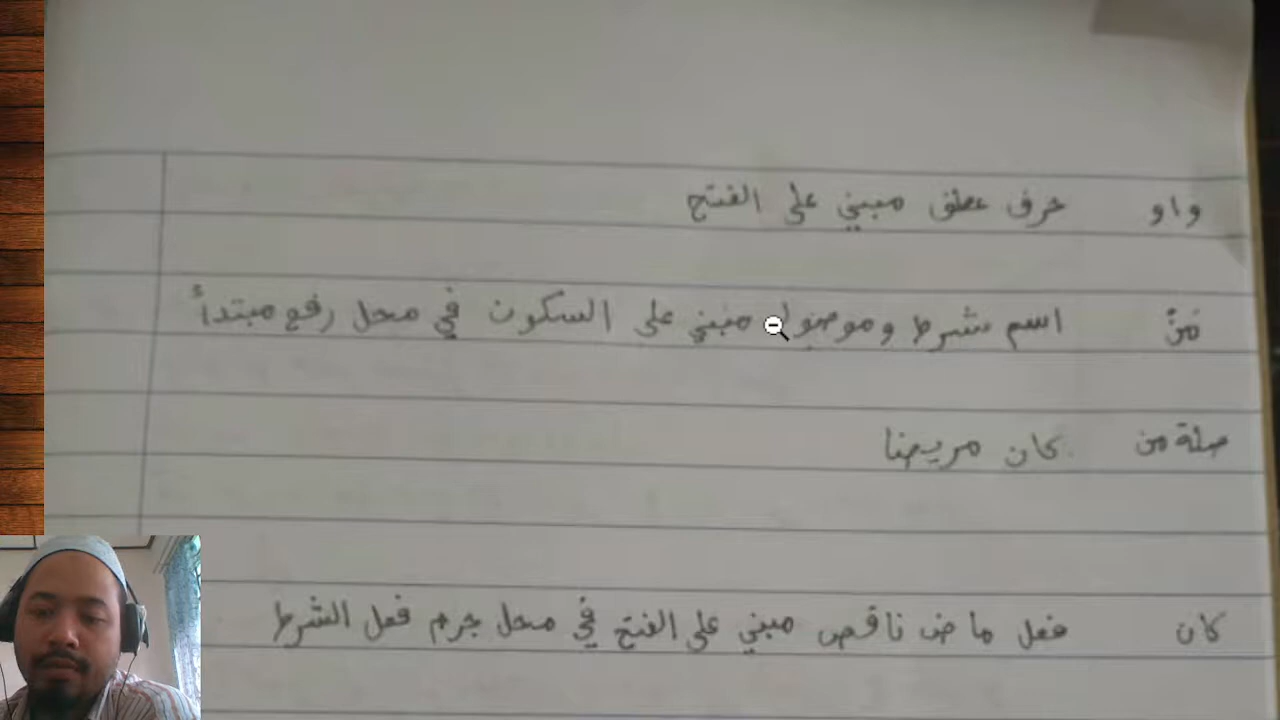 واو حرف عطف مبني على الفتح
مَنْ اسم شرط وموصول مبني على السكون في محل رفع مبتدأ
صلة من كان مريضا
كان فعل ماض ناقص مبني على الفتح في محل جزم فعل الشرط